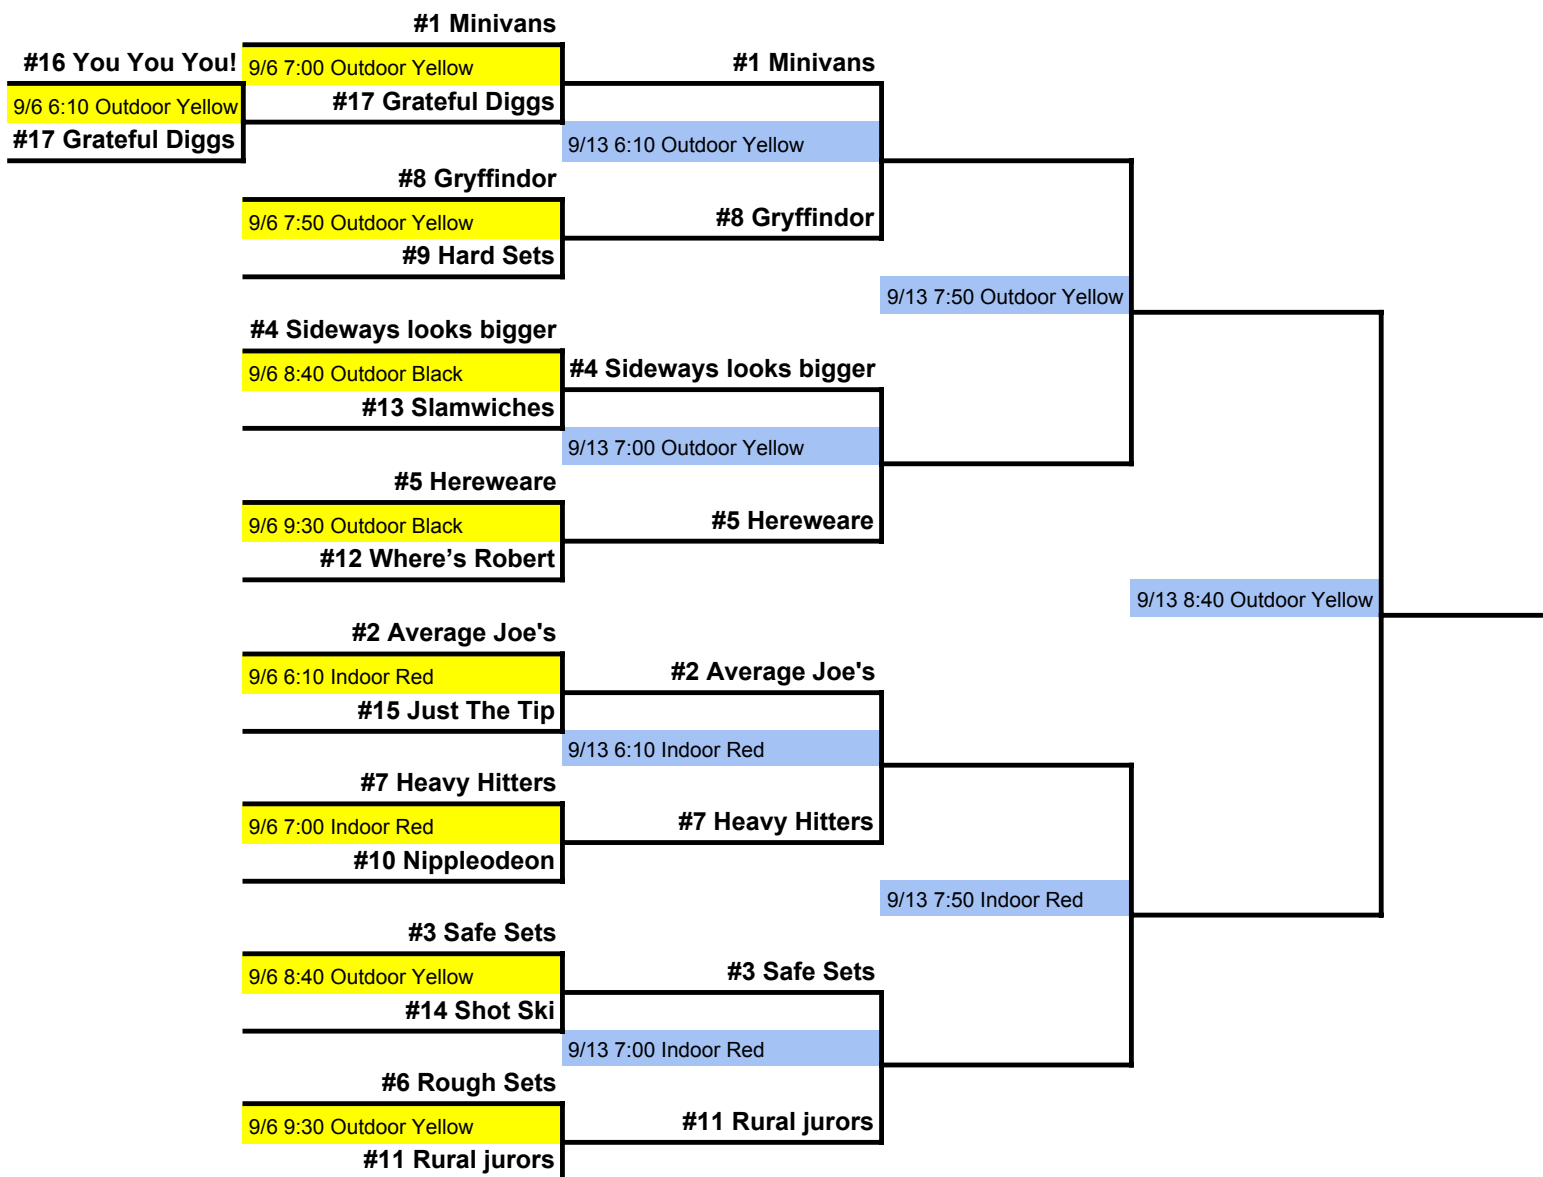 #1 Minivans
#16 You You You!
9/6 7:00 Outdoor Yellow
#1 Minivans
9/6 6:10 Outdoor Yellow
#17 Grateful Diggs
#17 Grateful Diggs
9/13 6:10 Outdoor Yellow
#8 Gryffindor
9/6 7:50 Outdoor Yellow
#8 Gryffindor
#9 Hard Sets
9/13 7:50 Outdoor Yellow
#4 Sideways looks bigger
9/6 8:40 Outdoor Black
#4 Sideways looks bigger
#13 Slamwiches
9/13 7:00 Outdoor Yellow
#5 Hereweare
9/6 9:30 Outdoor Black
#5 Hereweare
#12 Where’s Robert
9/13 8:40 Outdoor Yellow
#2 Average Joe's
9/6 6:10 Indoor Red
#2 Average Joe's
#15 Just The Tip
9/13 6:10 Indoor Red
#7 Heavy Hitters
9/6 7:00 Indoor Red
#7 Heavy Hitters
#10 Nippleodeon
9/13 7:50 Indoor Red
#3 Safe Sets
9/6 8:40 Outdoor Yellow
#3 Safe Sets
#14 Shot Ski
9/13 7:00 Indoor Red
#6 Rough Sets
9/6 9:30 Outdoor Yellow
#11 Rural jurors
#11 Rural jurors